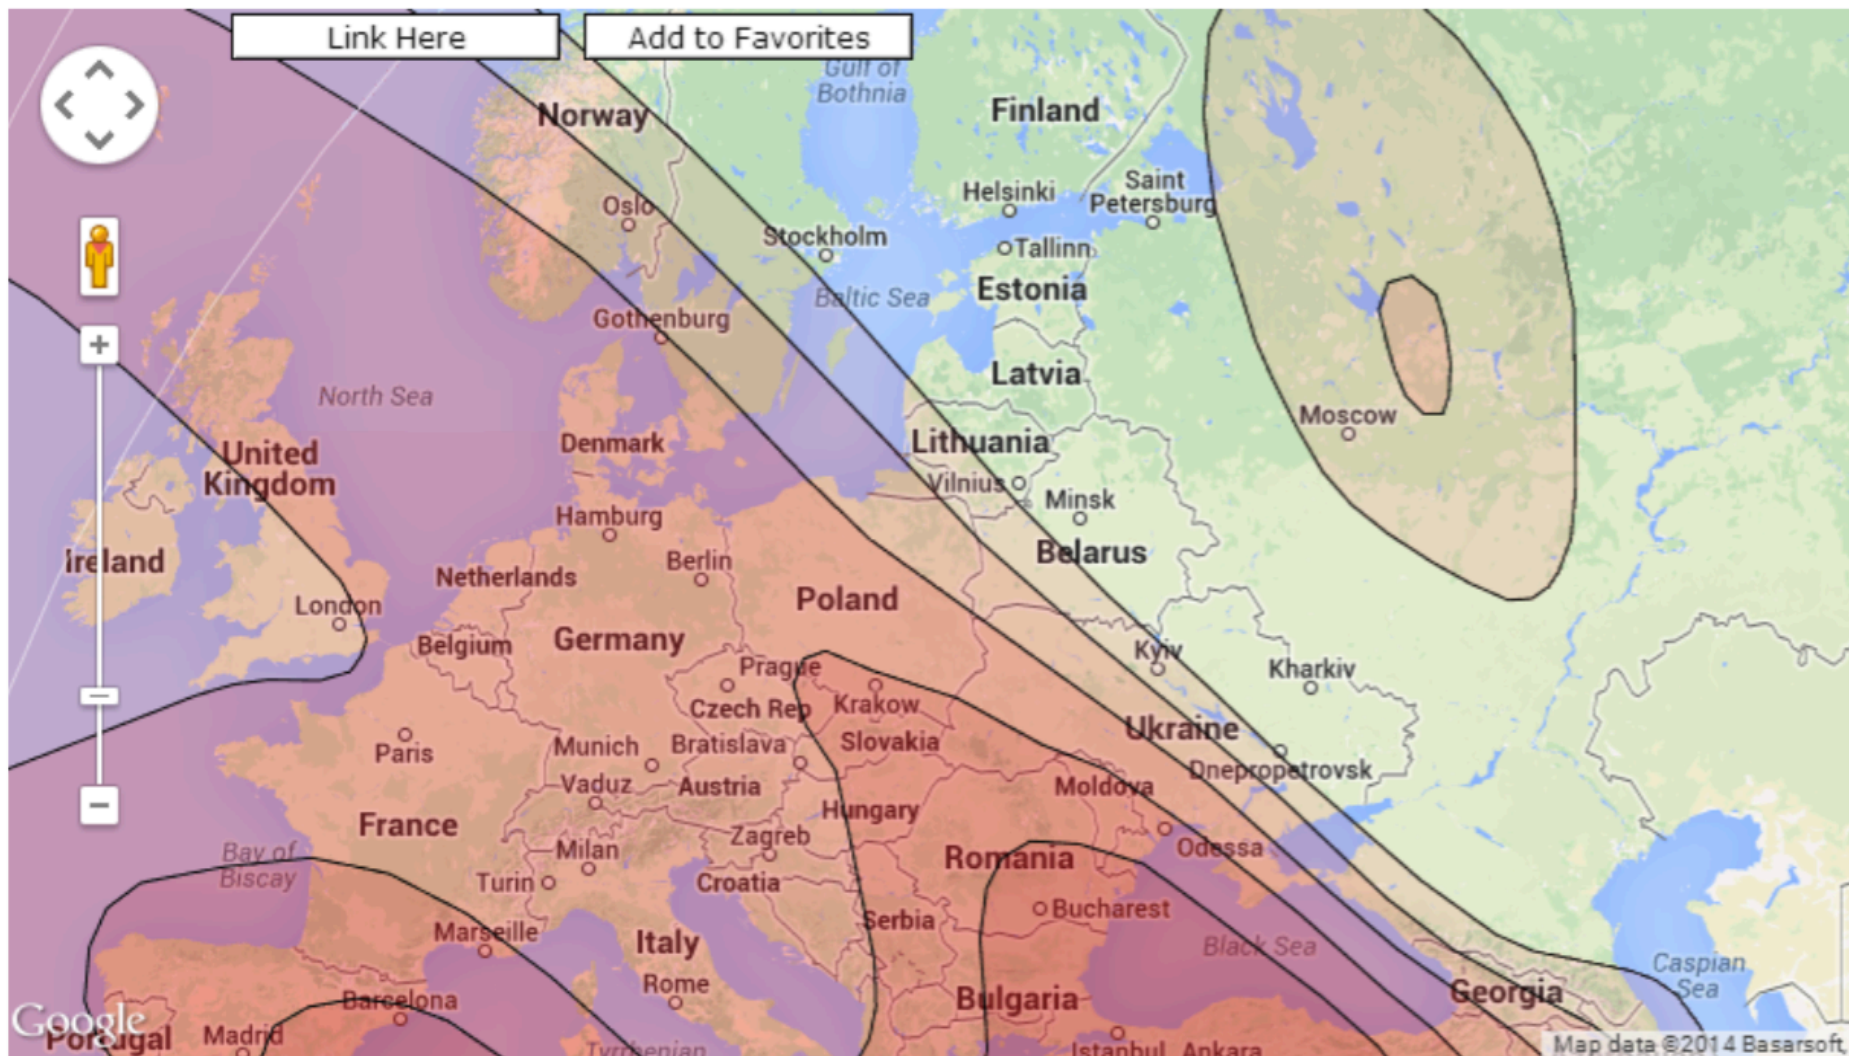 Link Here
Add to Favorites
Gulf of
Bothnia
Norway
Finland
Helsinki
Saint
Petersburg
Oslo
Stockholm
Tallinn
Baltic Sea
Estonia
Gothenburg
North Sea
Latvia
Moscow
United
Kingdom
Denmark
Lithuania
Vilnius
Minsk
Hamburg
Ireland
Berlin
Belarus
Netherlands
London
Poland
Belgium
Germany
Kyiv
Prague
Kharkiv
Czech Rep
Krakow
Paris
Munich
Bratislava
Slovakia
Ukraine
Dnepropetrovsk
Vaduz
Austria
Moldova
France
Hungary
Zagreb
Bay of
Biscay
Milan
Romania
Odessa
Turin
Croatia
Marseille
Serbia
Bucharest
Italy
Black Sea
Rome
Caspian
Sea
Barcelona
Bulgaria
Georgia
Google
Portugal
Madrid
Tyrrhenian
Istanbul
Ankara
Map data ©2014 Basarsoft,